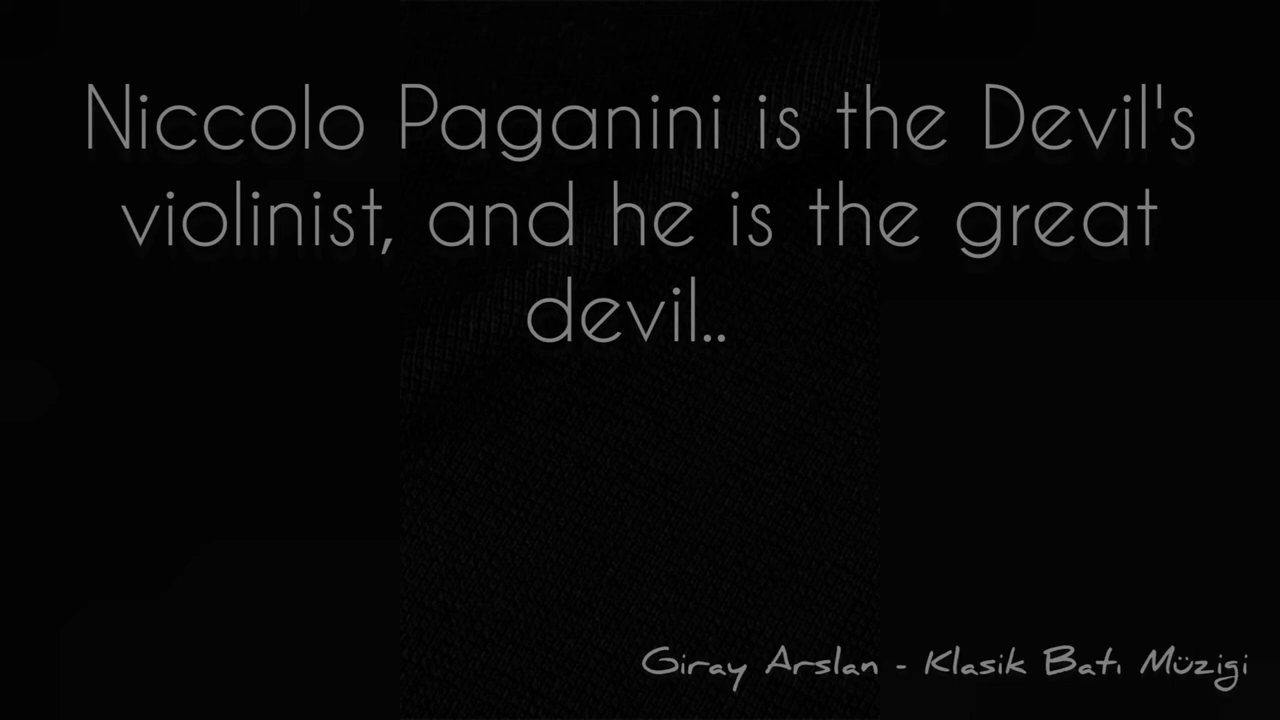 Niccolo Paganini is the Devil's
violinist, and he is the great
devil..
Giray Arslan - Klasik Batı Müzigi